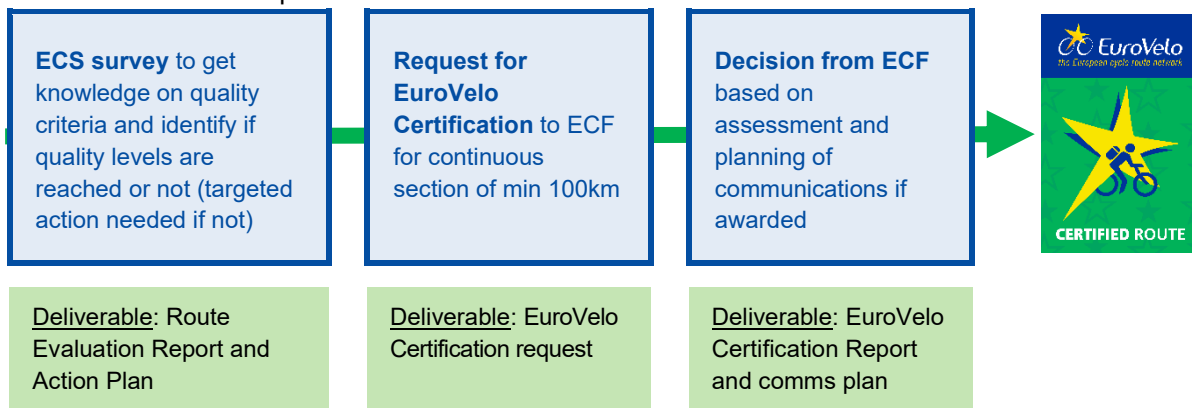 ECS survey to get
knowledge on quality
criteria and identify if
quality levels are
reached or not (targeted
action needed if not)
Request for
EuroVelo
Certification to ECF
for continuous
section of min 100km
Decision from ECF
based on
assessment and
planning of
communications if
awarded
EuroVelo
the European cycle route network
CERTIFIED ROUTE
Deliverable: Route
Evaluation Report and
Action Plan
Deliverable: EuroVelo
Certification request
Deliverable: EuroVelo
Certification Report
and comms plan